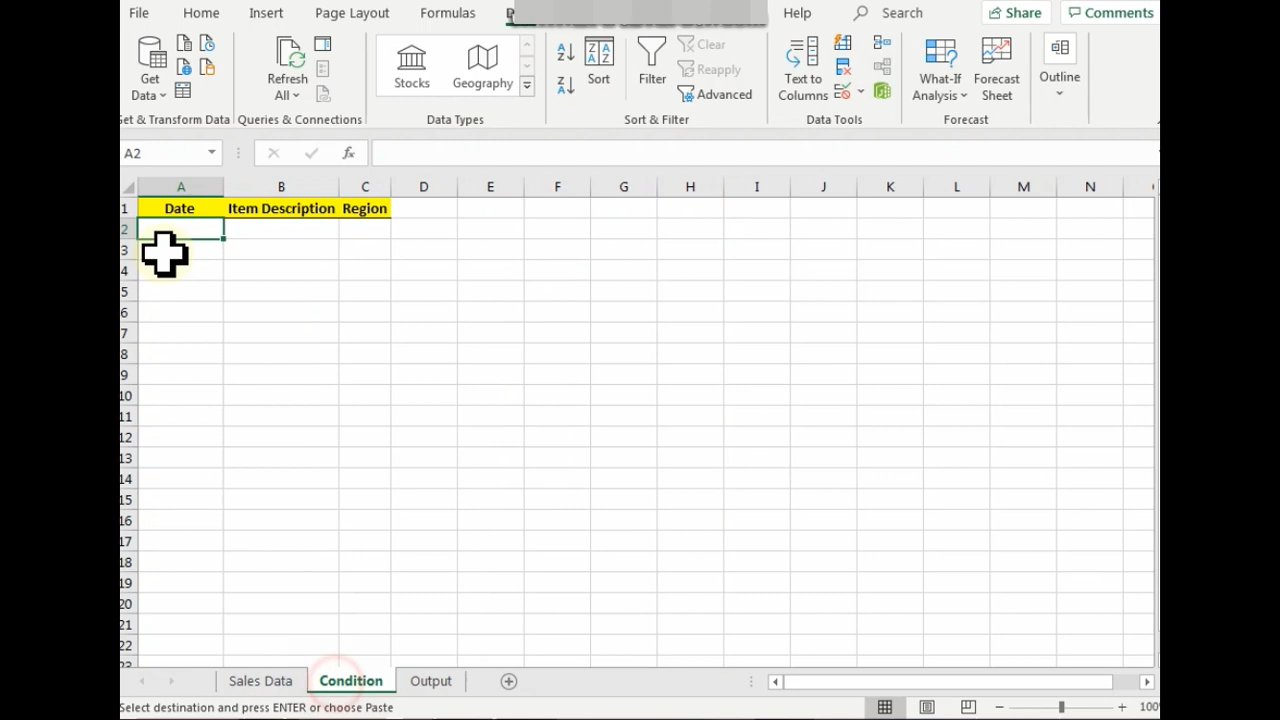 File Home Insert Page Layout Formulas Help Search Share Comments
Get Data Refresh All Stocks Geography Sort Filter Clear Reapply Advanced Text to Columns What-If Analysis Forecast Sheet Outline
Get & Transform Data Queries & Connections Data Types Sort & Filter Data Tools Forecast
A2 fx
A B C D E F G H I J K L M N
1 Date Item Description Region
2
3
4
5
6
7
8
9
10
11
12
13
14
15
16
17
18
19
20
21
22
23
Sales Data Condition Output
Select destination and press ENTER or choose Paste 100